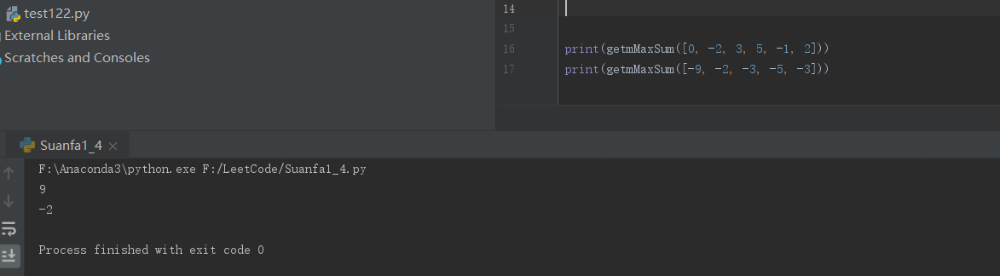 test122.py
External Libraries
Scratches and Consoles
14
15
16 print(getmMaxSum([0, -2, 3, 5, -1, 2]))
17 print(getmMaxSum([-9, -2, -3, -5, -3]))
Suanfa1_4
F:\Anaconda3\python.exe F:/LeetCode/Suanfa1_4.py
9
-2
Process finished with exit code 0